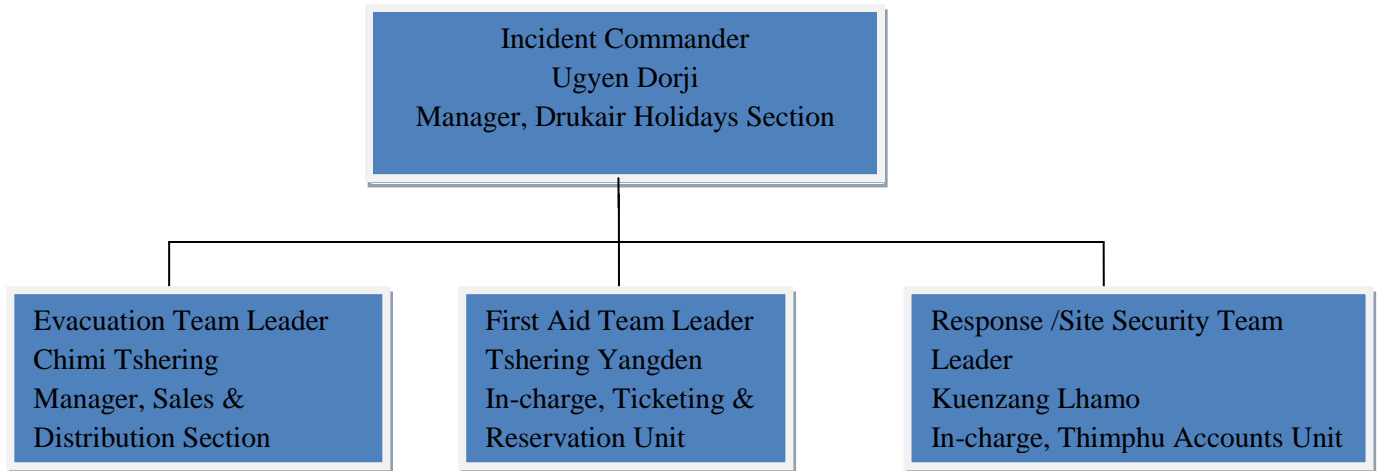 Incident Commander
Ugyen Dorji
Manager, Drukair Holidays Section
Evacuation Team Leader
Chimi Tshering
Manager, Sales &
Distribution Section
First Aid Team Leader
Tshering Yangden
In-charge, Ticketing &
Reservation Unit
Response /Site Security Team
Leader
Kuenzang Lhamo
In-charge, Thimphu Accounts Unit